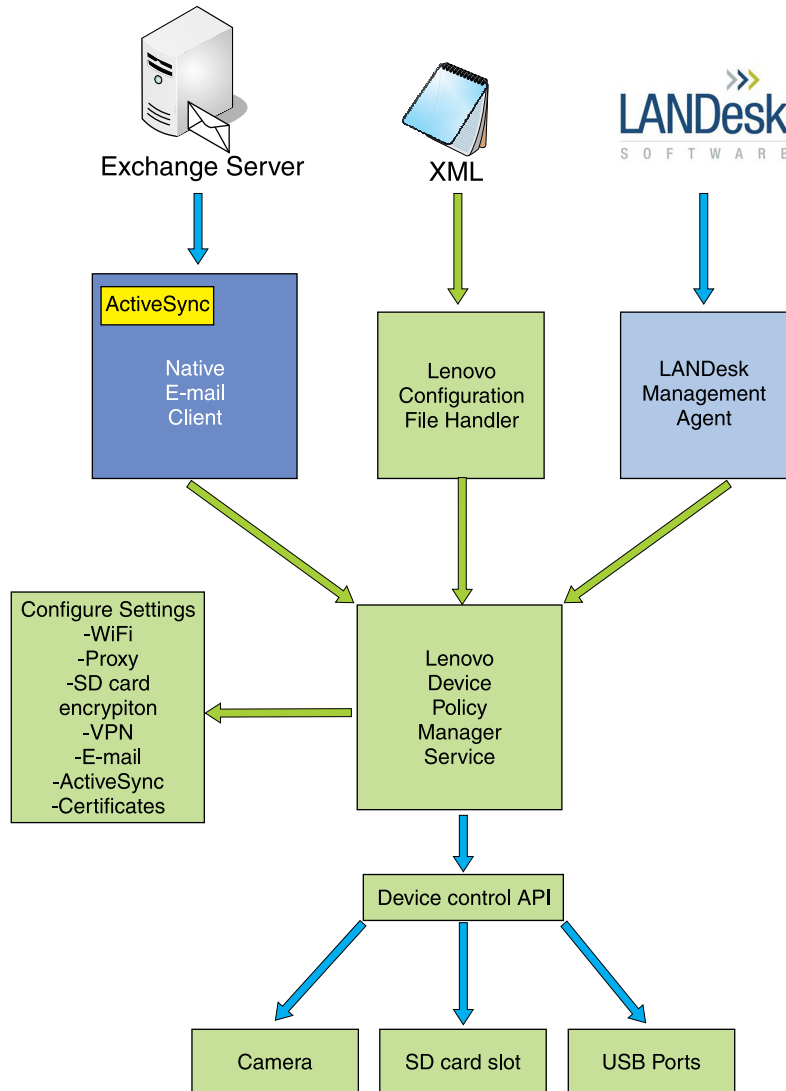 Exchange Server
XML
LANDesk
SOFTWARE
ActiveSync
Native
E-mail
Client
Lenovo
Configuration
File Handler
LANDesk
Management
Agent
Configure Settings
-WiFi
-Proxy
-SD card
encrypiton
-VPN
-E-mail
-ActiveSync
-Certificates
Lenovo
Device
Policy
Manager
Service
Device control API
Camera
SD card slot
USB Ports